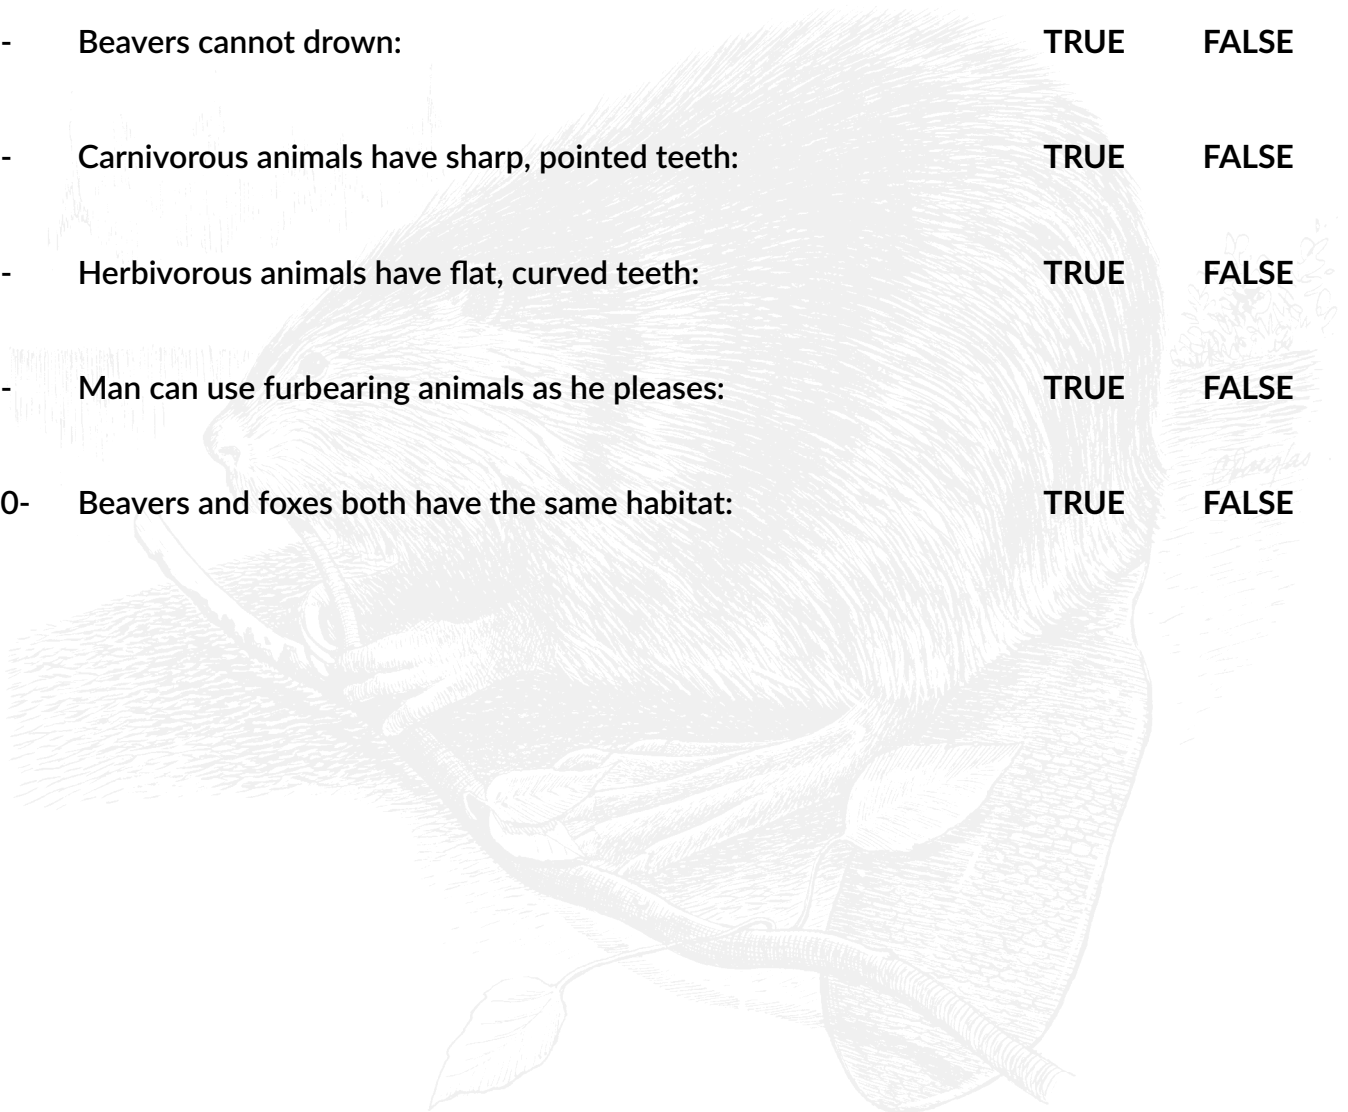 - Beavers cannot drown: TRUE FALSE
- Carnivorous animals have sharp, pointed teeth: TRUE FALSE
- Herbivorous animals have flat, curved teeth: TRUE FALSE
- Man can use furbearing animals as he pleases: TRUE FALSE
0- Beavers and foxes both have the same habitat: TRUE FALSE